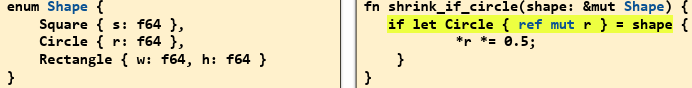 enum Shape {
    Square { s: f64 },
    Circle { r: f64 },
    Rectangle { w: f64, h: f64 }
}
fn shrink_if_circle(shape: &mut Shape) {
    if let Circle { ref mut r } = shape {
        *r *= 0.5;
    }
}